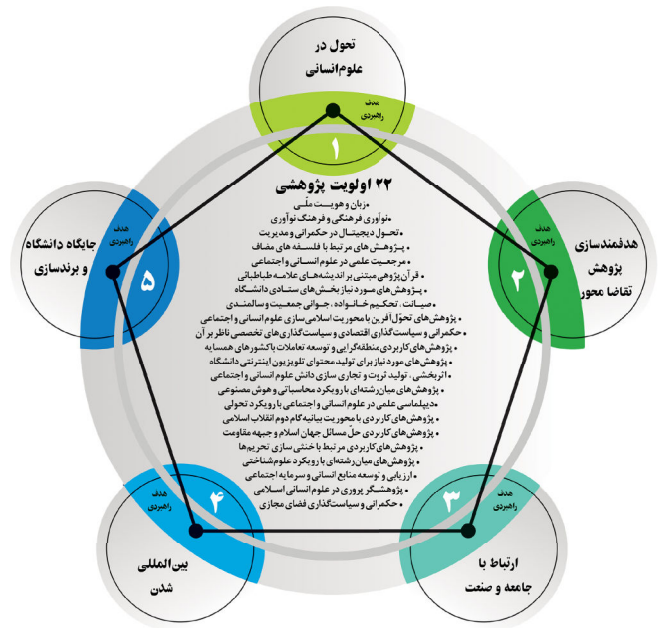 تحول در
علوم‌انسانی
هدف
راهبردی
۱
هدفمندسازی
پژوهش
تقاضا محور
هدف
راهبردی
۲
ارتباط با
جامعه و صنعت
هدف
راهبردی
۳
بین‌المللی
شدن
هدف
راهبردی
۴
جایگاه دانشگاه
و برندسازی
هدف
راهبردی
۵
۲۲ اولویت پژوهشی
• زبان و هویت ملّی
• نوآوری فرهنگی و فرهنگ نوآوری
• تحول دیجیتال در حکمرانی و مدیریت
• پژوهش‌های مرتبط با فلسفه‌های مضاف
• مرجعیت علمی در علوم انسانی و اجتماعی
• قرآن‌پژوهی مبتنی بر اندیشه‌های علامه طباطبائی
• پژوهش‌های مورد نیاز بخش‌های ستادی دانشگاه
• صیانت، تحکیم خانواده، جوانی جمعیت و سالمندی
• پژوهش‌های تحوّل‌آفرین با محوریت اسلامی‌سازی علوم انسانی و اجتماعی
• حکمرانی و سیاست‌گذاری اقتصادی و سیاست‌گذاری‌های تخصصی ناظر بر آن
• پژوهش‌های کاربردی منطقه‌گرایی و توسعه تعاملات با کشورهای همسایه
• پژوهش‌های مورد نیاز برای تولید محتوای تلویزیون اینترنتی دانشگاه
• اثربخشی، تولید ثروت و تجاری سازی دانش علوم انسانی و اجتماعی
• پژوهش‌های میان‌رشته‌ای با رویکرد محاسباتی و هوش مصنوعی
• دیپلماسی علمی در علوم انسانی و اجتماعی با رویکرد تحولی
• پژوهش‌های کاربردی با محوریت بیانیه گام دوم انقلاب اسلامی
• پژوهش‌های کاربردی حلّ مسائل جهان اسلام و جبهه مقاومت
• پژوهش‌های کاربردی مرتبط با خنثی سازی تحریم‌ها
• پژوهش‌های میان‌رشته‌ای با رویکرد علوم‌شناختی
• ارزیابی و توسعه منابع انسانی و سرمایه اجتماعی
• پژوهشگر پروری در علوم انسانی اسلامی
• حکمرانی و سیاست‌گذاری فضای مجازی